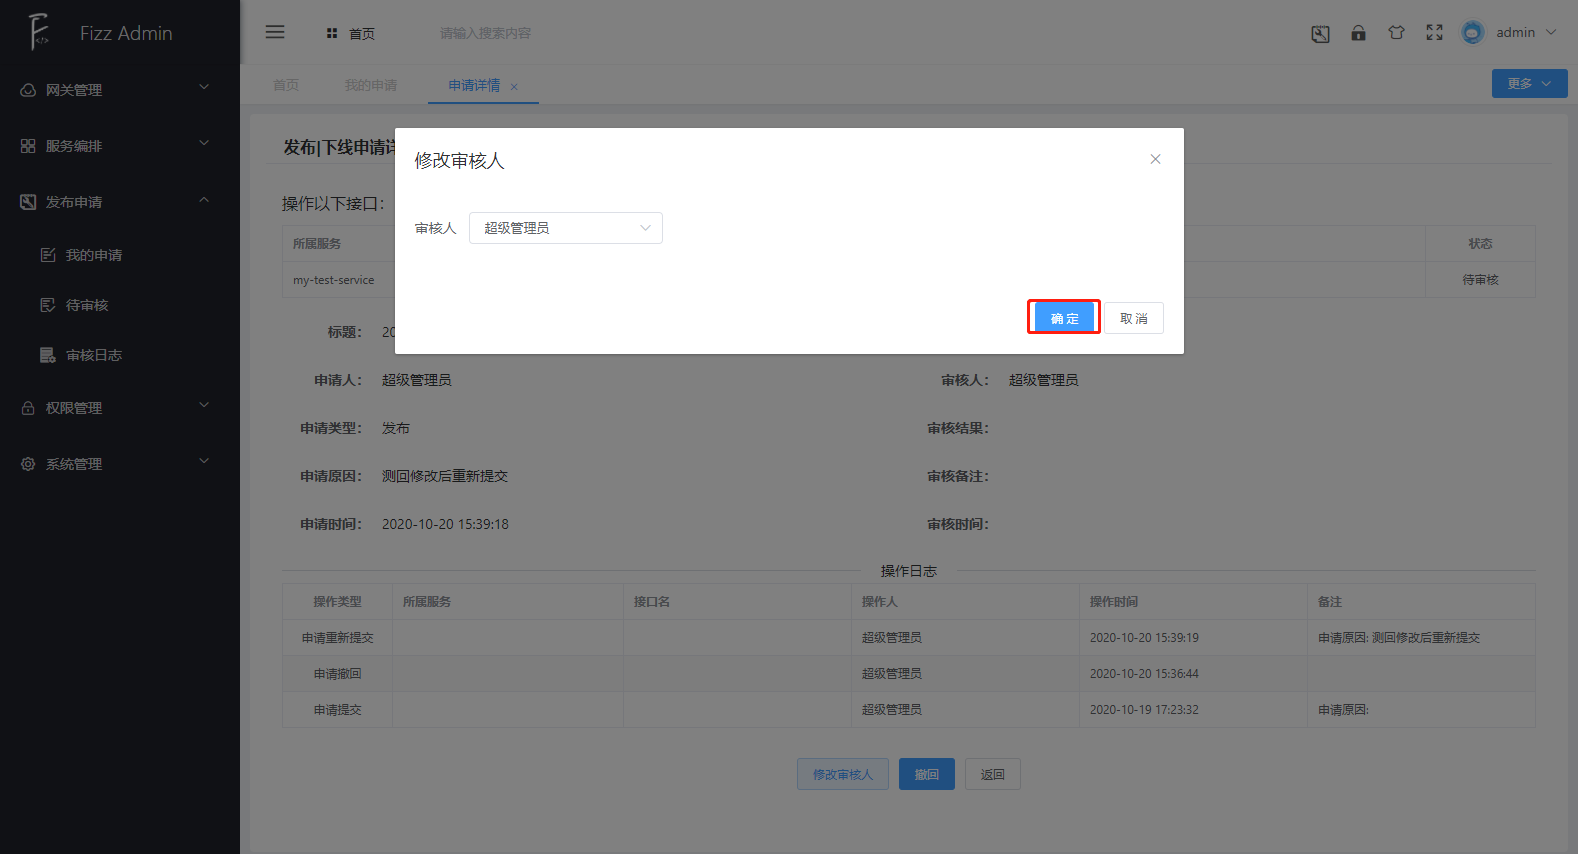 Fizz Admin
首页
请输入搜索内容
admin
网关管理
服务编排
发布申请
我的申请
待审核
审核日志
权限管理
系统管理
首页
我的申请
申请详情
更多
发布|下线申请详
修改审核人
审核人
超级管理员
确 定
取 消
操作以下接口：
所属服务
状态
my-test-service
待审核
标题：
20
申请人：
超级管理员
审核人：
超级管理员
申请类型：
发布
审核结果：
申请原因：
测回修改后重新提交
审核备注：
申请时间：
2020-10-20 15:39:18
审核时间：
操作日志
操作类型
所属服务
接口名
操作人
操作时间
备注
申请重新提交
超级管理员
2020-10-20 15:39:19
申请原因: 测回修改后重新提交
申请撤回
超级管理员
2020-10-20 15:36:44
申请提交
超级管理员
2020-10-19 17:23:32
申请原因:
修改审核人
撤回
返回